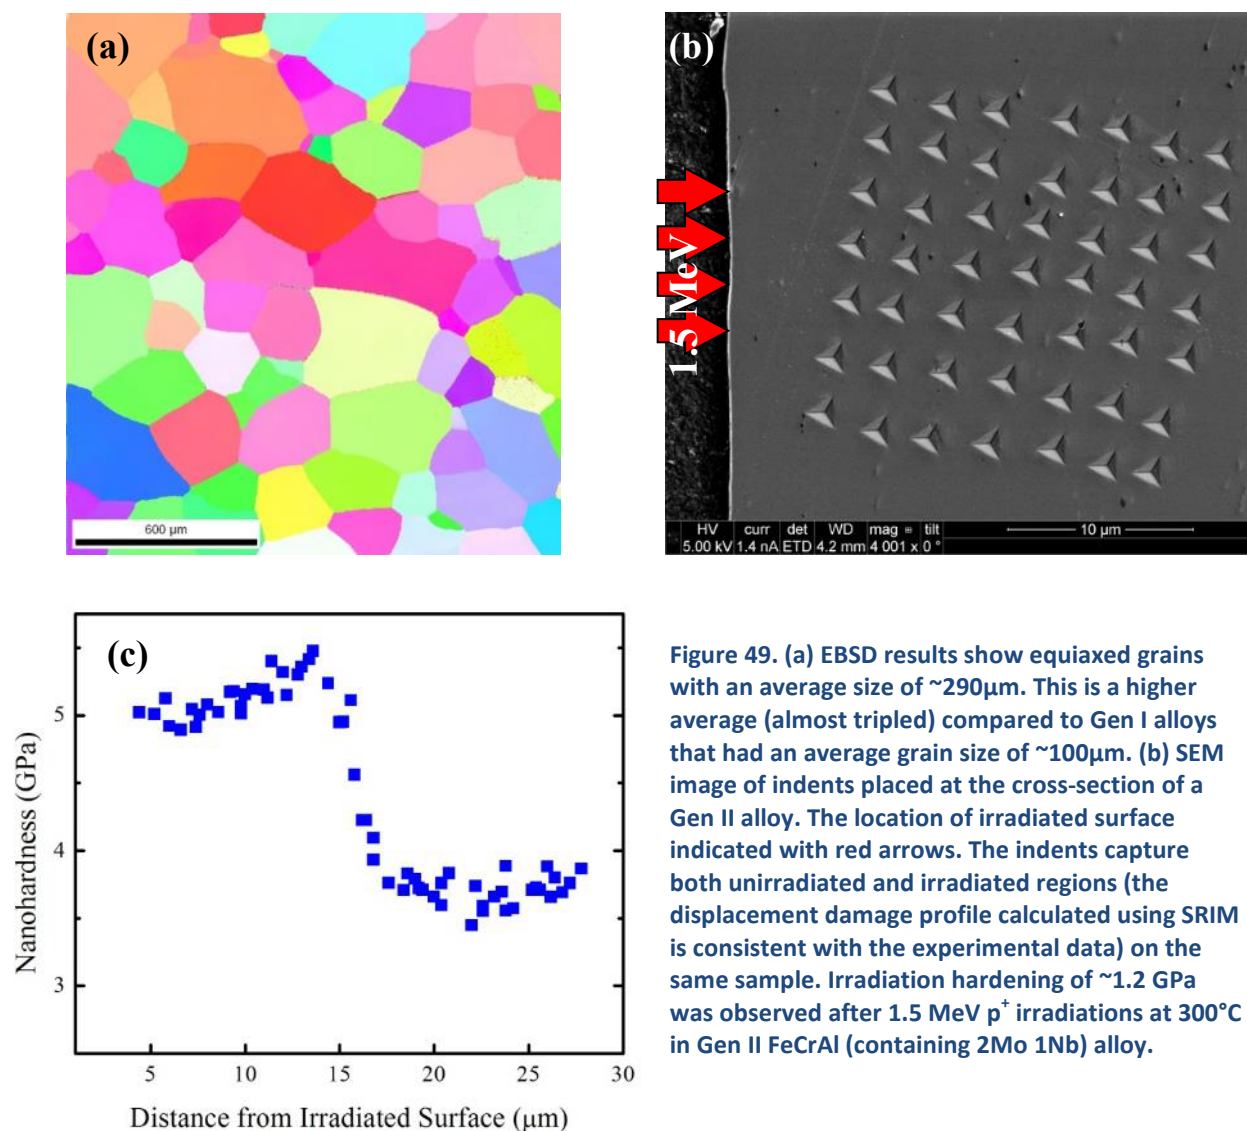 (a)
600 µm
(b)
1.5 MeV
HV curr det WD mag ⊞ tilt
5.00 kV 1.4 nA ETD 4.2 mm 4 001 x 0 °
10 µm
(c)
Nanohardness (GPa)
5
4
3
5 10 15 20 25 30
Distance from Irradiated Surface (µm)
Figure 49. (a) EBSD results show equiaxed grains
with an average size of ~290µm. This is a higher
average (almost tripled) compared to Gen I alloys
that had an average grain size of ~100µm. (b) SEM
image of indents placed at the cross-section of a
Gen II alloy. The location of irradiated surface
indicated with red arrows. The indents capture
both unirradiated and irradiated regions (the
displacement damage profile calculated using SRIM
is consistent with the experimental data) on the
same sample. Irradiation hardening of ~1.2 GPa
was observed after 1.5 MeV p⁺ irradiations at 300°C
in Gen II FeCrAl (containing 2Mo 1Nb) alloy.